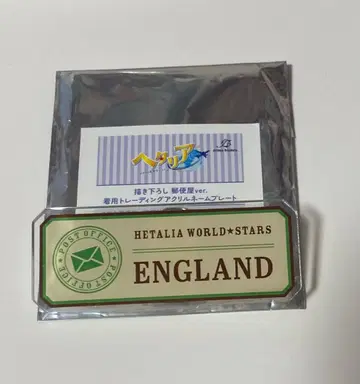 ヘタリア
描き下ろし 郵便屋ver.
着用トレーディングアクリルネームプレート
POST OFFICE
POST OFFICE
HETALIA WORLD★STARS
ENGLAND